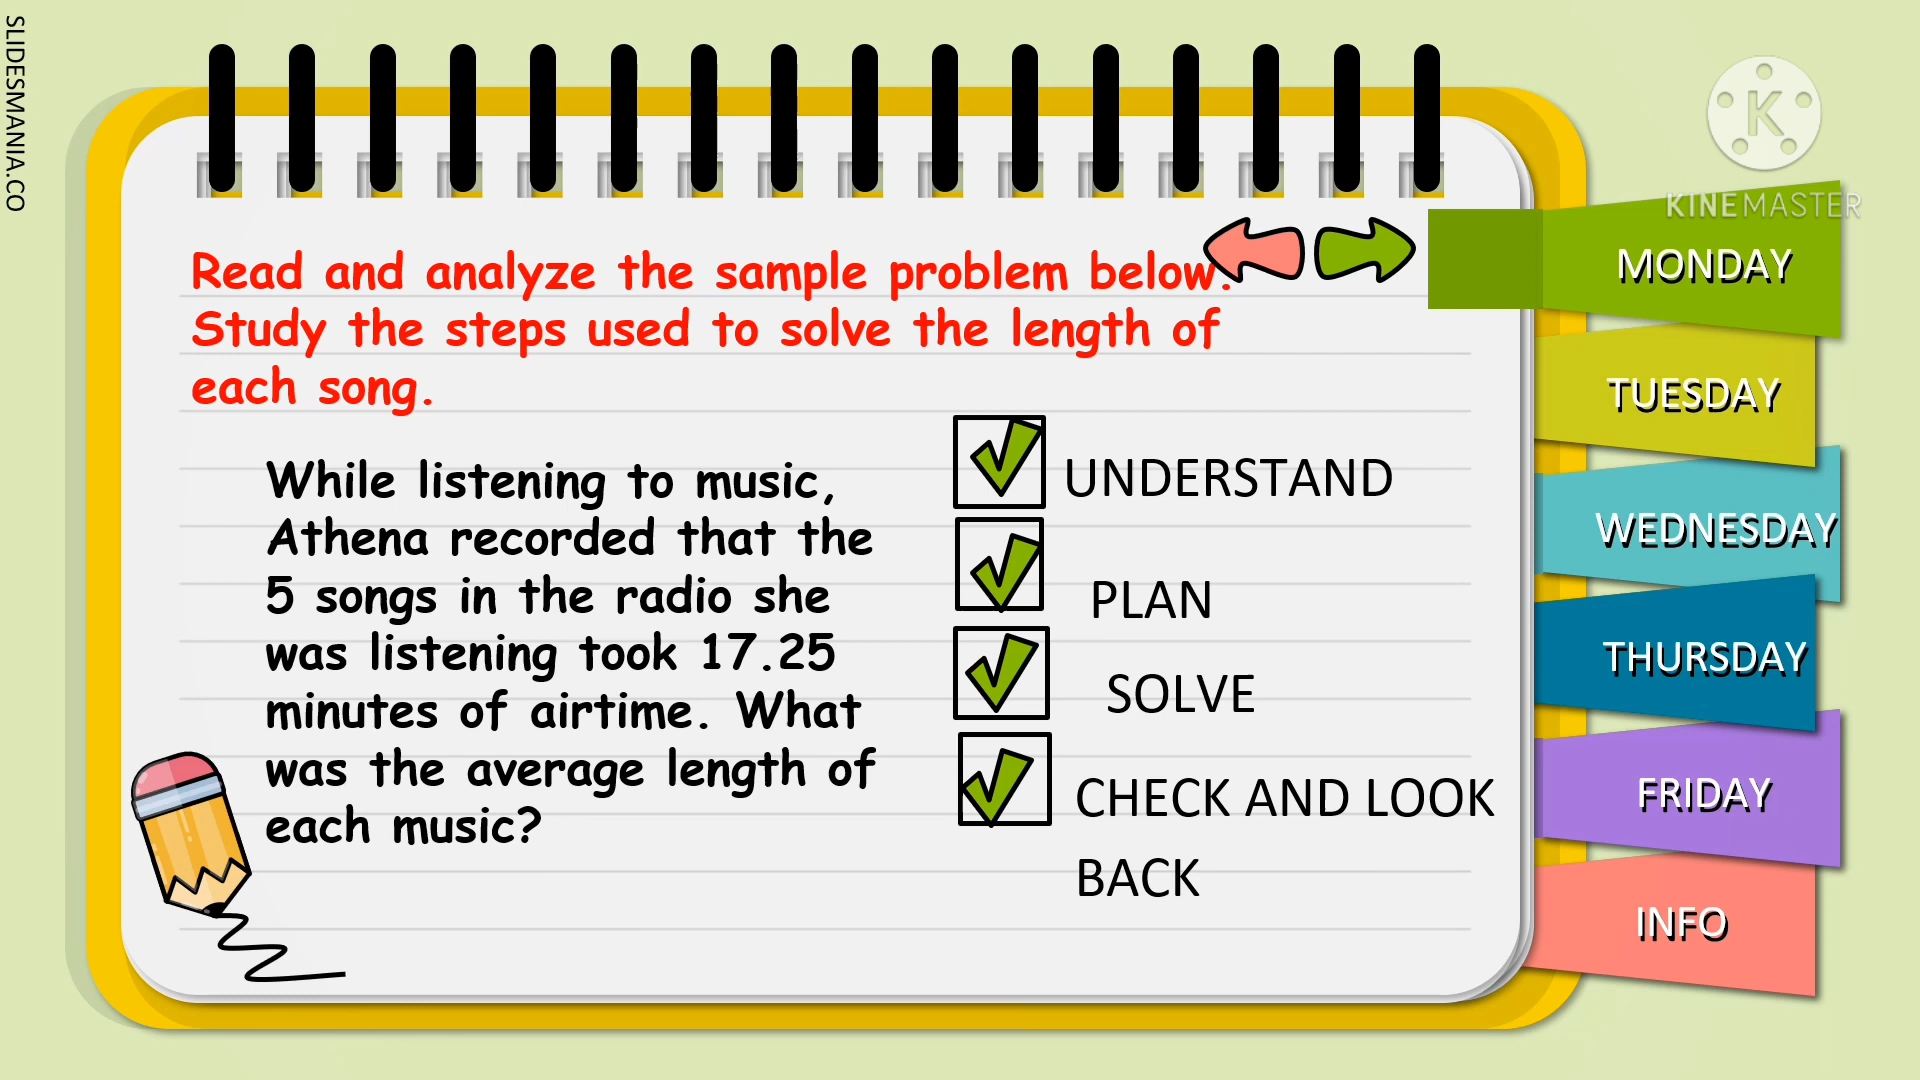 SLIDESMANIA.CO
K
KINEMASTER
Read and analyze the sample problem below.
Study the steps used to solve the length of
each song.
While listening to music,
Athena recorded that the
5 songs in the radio she
was listening took 17.25
minutes of airtime. What
was the average length of
each music?
UNDERSTAND
PLAN
SOLVE
CHECK AND LOOK
BACK
MONDAY
TUESDAY
WEDNESDAY
THURSDAY
FRIDAY
INFO